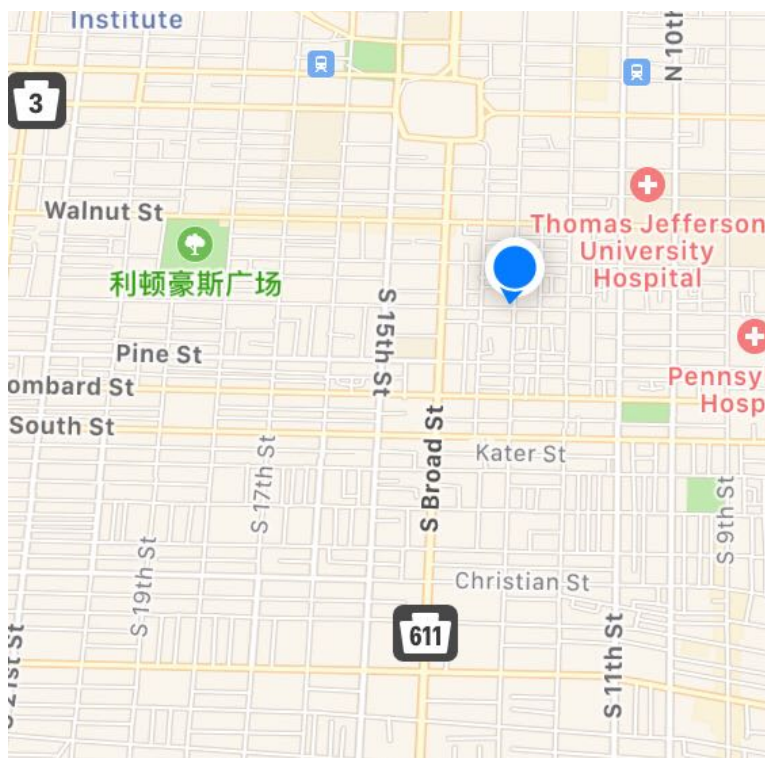 Institute
N 10th
3
Walnut St
Thomas Jefferson
University
Hospital
利顿豪斯广场
S 15th St
Pine St
ombard St
Pennsy
Hosp
South St
S Broad St
Kater St
S 17th St
S 9th St
Christian St
S 19th St
611
S 11th St
S 21st St